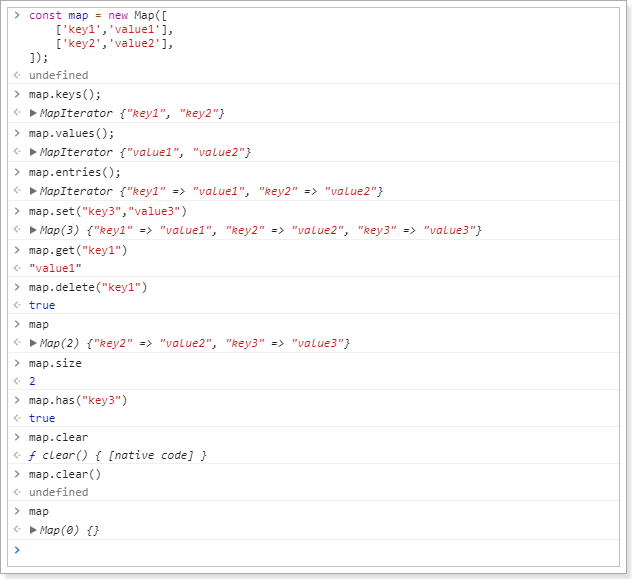 > const map = new Map([
    ['key1','value1'],
    ['key2','value2'],
]);
<· undefined
> map.keys();
<· ▶ MapIterator {"key1", "key2"}
> map.values();
<· ▶ MapIterator {"value1", "value2"}
> map.entries();
<· ▶ MapIterator {"key1" => "value1", "key2" => "value2"}
> map.set("key3","value3")
<· ▶ Map(3) {"key1" => "value1", "key2" => "value2", "key3" => "value3"}
> map.get("key1")
<· "value1"
> map.delete("key1")
<· true
> map
<· ▶ Map(2) {"key2" => "value2", "key3" => "value3"}
> map.size
<· 2
> map.has("key3")
<· true
> map.clear
<· ƒ clear() { [native code] }
> map.clear()
<· undefined
> map
<· ▶ Map(0) {}
>